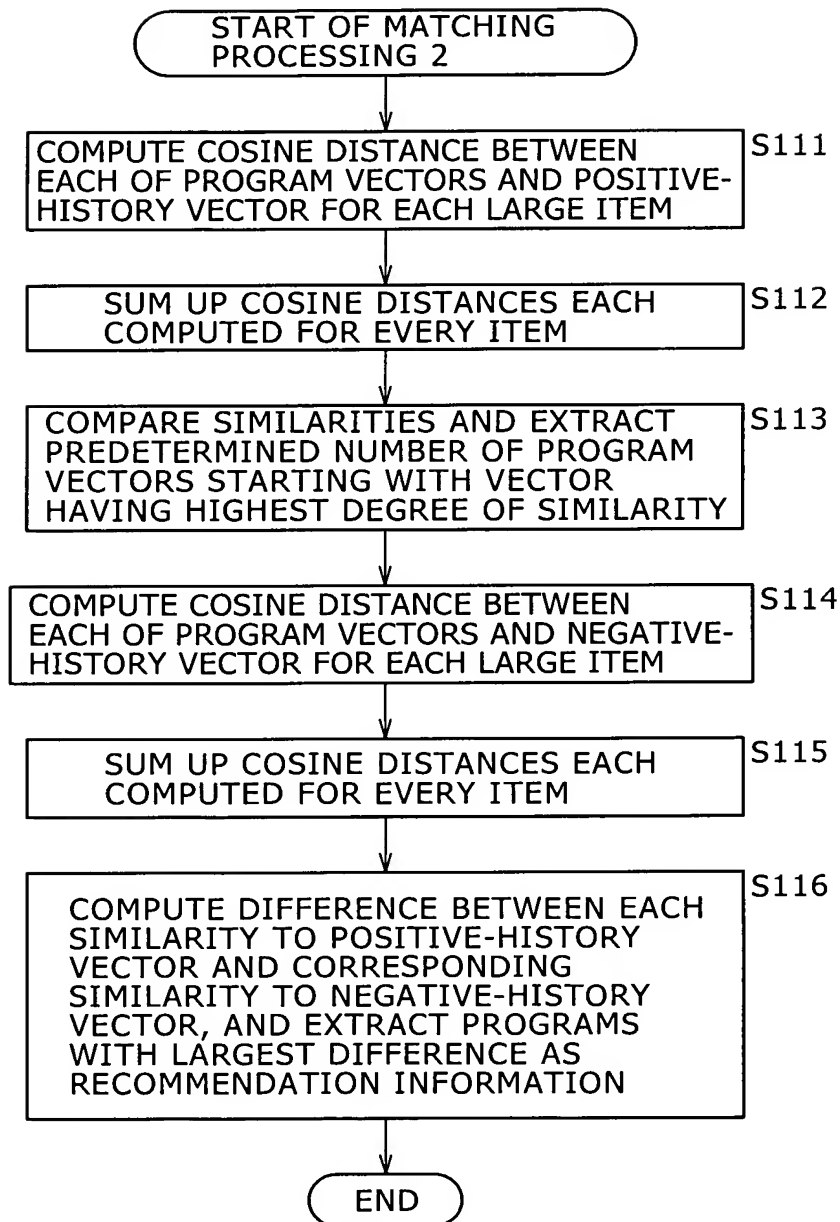 START OF MATCHING
PROCESSING 2
S111
COMPUTE COSINE DISTANCE BETWEEN
EACH OF PROGRAM VECTORS AND POSITIVE-
HISTORY VECTOR FOR EACH LARGE ITEM
S112
SUM UP COSINE DISTANCES EACH
COMPUTED FOR EVERY ITEM
S113
COMPARE SIMILARITIES AND EXTRACT
PREDETERMINED NUMBER OF PROGRAM
VECTORS STARTING WITH VECTOR
HAVING HIGHEST DEGREE OF SIMILARITY
S114
COMPUTE COSINE DISTANCE BETWEEN
EACH OF PROGRAM VECTORS AND NEGATIVE-
HISTORY VECTOR FOR EACH LARGE ITEM
S115
SUM UP COSINE DISTANCES EACH
COMPUTED FOR EVERY ITEM
S116
COMPUTE DIFFERENCE BETWEEN EACH
SIMILARITY TO POSITIVE-HISTORY
VECTOR AND CORRESPONDING
SIMILARITY TO NEGATIVE-HISTORY
VECTOR, AND EXTRACT PROGRAMS
WITH LARGEST DIFFERENCE AS
RECOMMENDATION INFORMATION
END